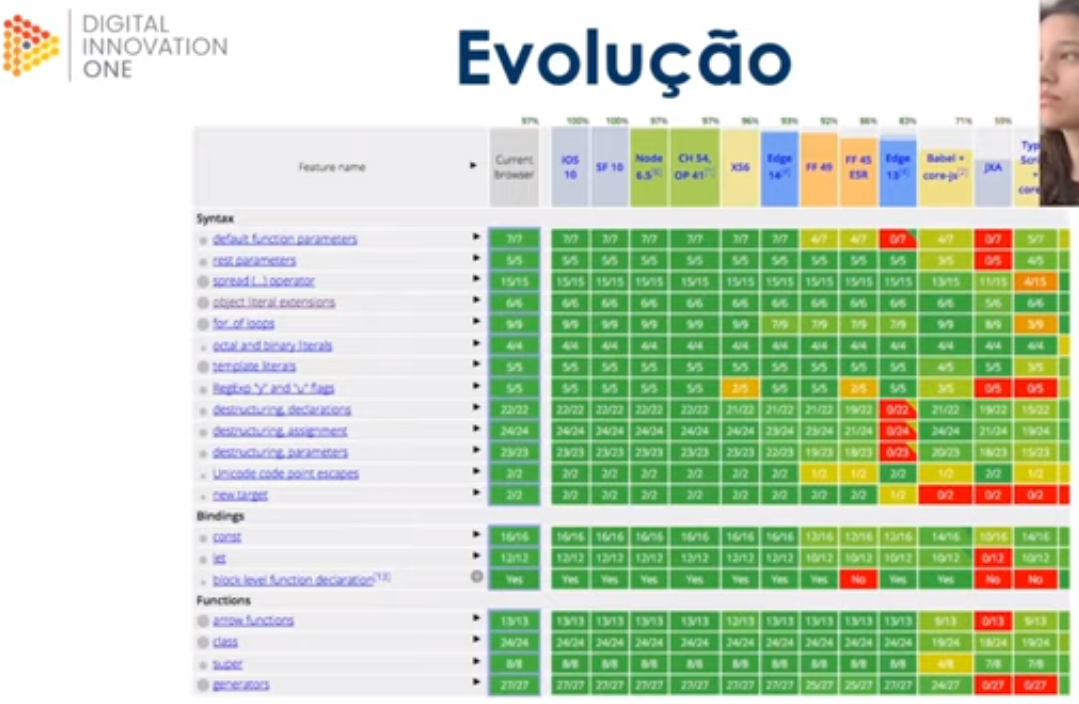 DIGITAL
INNOVATION
ONE
Evolução
97% 100% 100% 97% 97% 96% 93% 92% 86% 83% 71% 59%
Feature name Current browser iOS 10 SF 10 Node 6.5[6] CH 54, OP 41[1] XS6 Edge 14[4] FF 49 FF 45 ESR Edge 13[4] Babel + core-js[2] JXA
Syntax
default function parameters 7/7 7/7 7/7 7/7 7/7 7/7 7/7 4/7 4/7 0/7 4/7 0/7 5/7
rest parameters 5/5 5/5 5/5 5/5 5/5 5/5 5/5 5/5 5/5 5/5 3/5 0/5 4/5
spread (...) operator 15/15 15/15 15/15 15/15 15/15 15/15 15/15 15/15 15/15 15/15 13/15 11/15 4/15
object literal extensions 6/6 6/6 6/6 6/6 6/6 6/6 6/6 6/6 6/6 6/6 6/6 5/6 6/6
for..of loops 9/9 9/9 9/9 9/9 9/9 9/9 7/9 7/9 7/9 7/9 9/9 8/9 3/9
octal and binary literals 4/4 4/4 4/4 4/4 4/4 4/4 4/4 4/4 4/4 4/4 4/4 4/4 4/4
template literals 5/5 5/5 5/5 5/5 5/5 5/5 5/5 5/5 5/5 5/5 4/5 5/5 3/5
RegExp "y" and "u" flags 5/5 5/5 5/5 5/5 5/5 2/5 5/5 5/5 2/5 5/5 3/5 0/5 0/5
destructuring, declarations 22/22 22/22 22/22 22/22 22/22 21/22 21/22 21/22 19/22 0/22 21/22 19/22 15/22
destructuring, assignment 24/24 24/24 24/24 24/24 24/24 24/24 23/24 23/24 21/24 0/24 24/24 21/24 19/24
destructuring, parameters 23/23 23/23 23/23 23/23 23/23 23/23 22/23 19/23 18/23 0/23 20/23 18/23 15/23
Unicode code point escapes 2/2 2/2 2/2 2/2 2/2 2/2 2/2 1/2 1/2 2/2 1/2 2/2 1/2
new.target 2/2 2/2 2/2 2/2 2/2 2/2 2/2 2/2 2/2 1/2 0/2 0/2 0/2
Bindings
const 16/16 16/16 16/16 16/16 16/16 16/16 16/16 12/16 12/16 12/16 14/16 10/16 14/16
let 12/12 12/12 12/12 12/12 12/12 12/12 12/12 10/12 10/12 10/12 10/12 0/12 10/12
block-level function declaration[13] Yes Yes Yes Yes Yes Yes Yes Yes No Yes Yes No No
Functions
arrow functions 13/13 13/13 13/13 13/13 13/13 12/13 13/13 13/13 13/13 13/13 9/13 0/13 9/13
class 24/24 24/24 24/24 24/24 24/24 24/24 24/24 24/24 24/24 24/24 19/24 18/24 19/24
super 8/8 8/8 8/8 8/8 8/8 8/8 8/8 8/8 8/8 8/8 4/8 7/8 7/8
generators 27/27 27/27 27/27 27/27 27/27 27/27 27/27 25/27 25/27 27/27 24/27 0/27 0/27